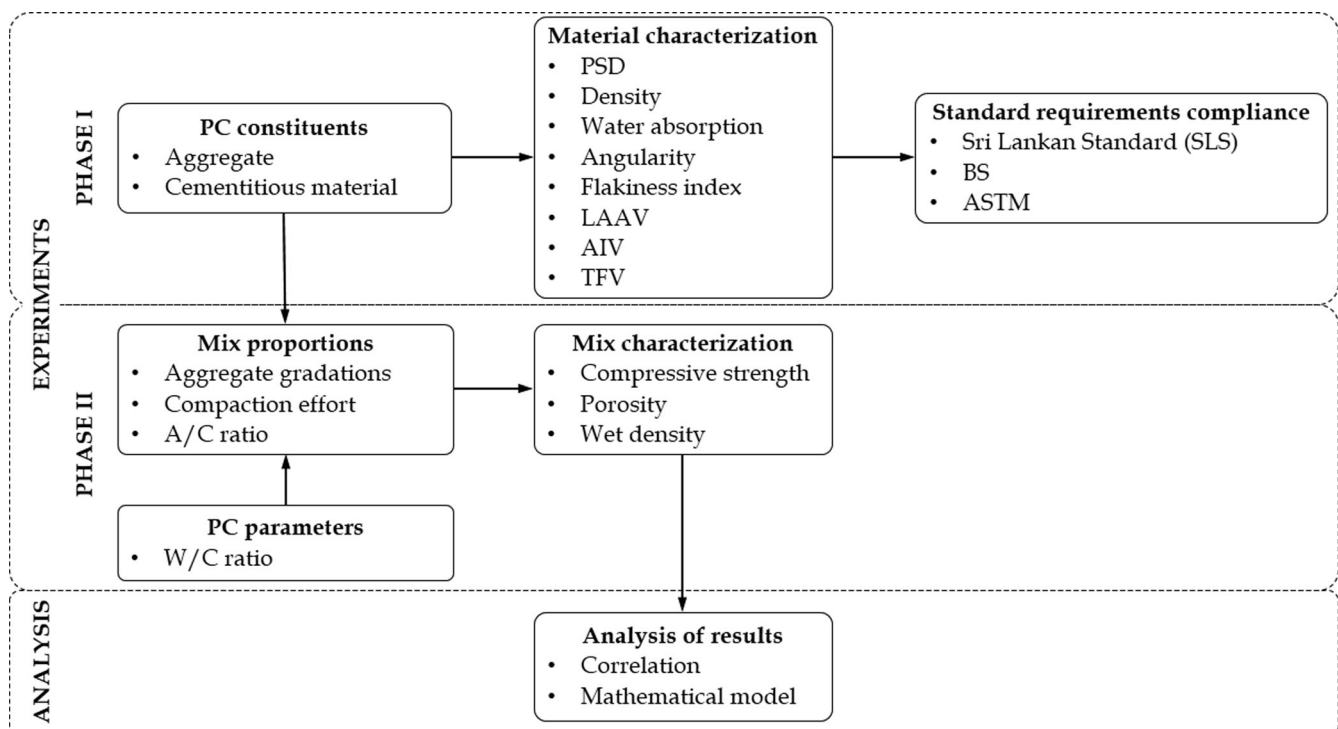 EXPERIMENTS
PHASE I
PC constituents
• Aggregate
• Cementitious material
Material characterization
• PSD
• Density
• Water absorption
• Angularity
• Flakiness index
• LAAV
• AIV
• TFV
Standard requirements compliance
• Sri Lankan Standard (SLS)
• BS
• ASTM
PHASE II
Mix proportions
• Aggregate gradations
• Compaction effort
• A/C ratio
Mix characterization
• Compressive strength
• Porosity
• Wet density
PC parameters
• W/C ratio
ANALYSIS
Analysis of results
• Correlation
• Mathematical model